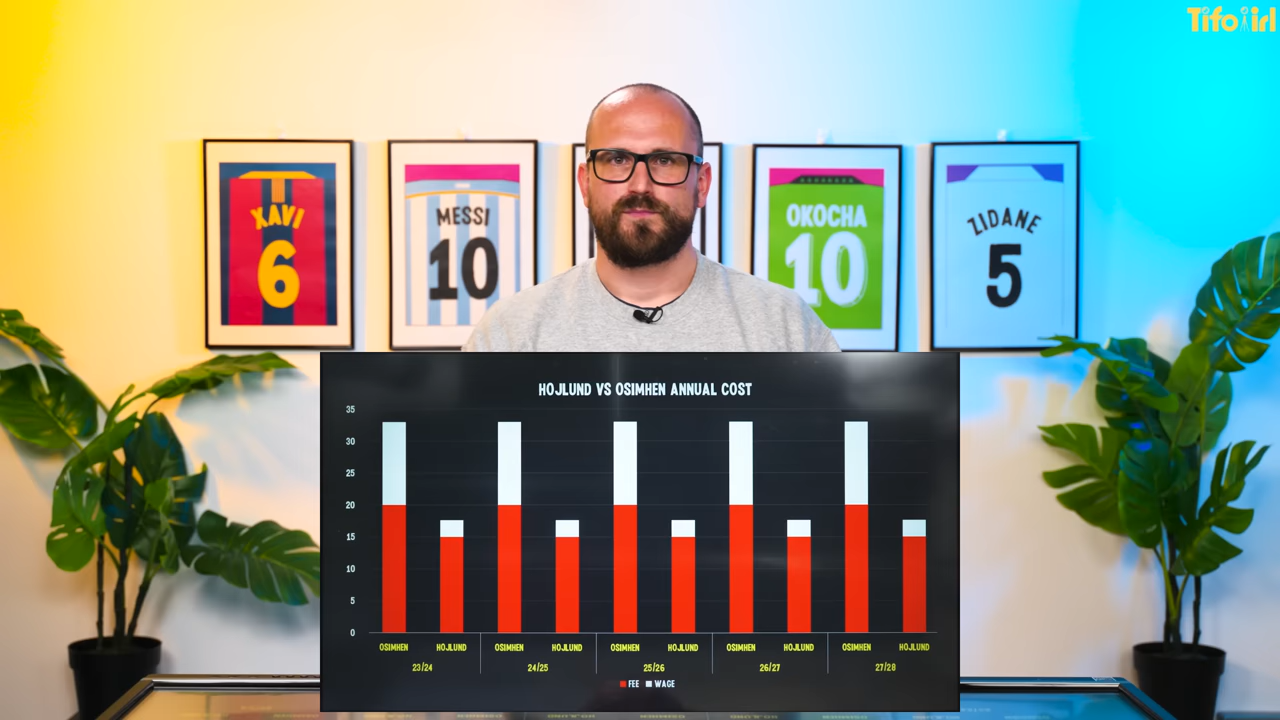 Tifo irl
XAVI
6
MESSI
10
OKOCHA
10
ZIDANE
5
HOJLUND VS OSIMHEN ANNUAL COST
35
30
25
20
15
10
5
0
OSIMHEN HOJLUND OSIMHEN HOJLUND OSIMHEN HOJLUND OSIMHEN HOJLUND OSIMHEN HOJLUND
23/24 24/25 25/26 26/27 27/28
FEE WAGE